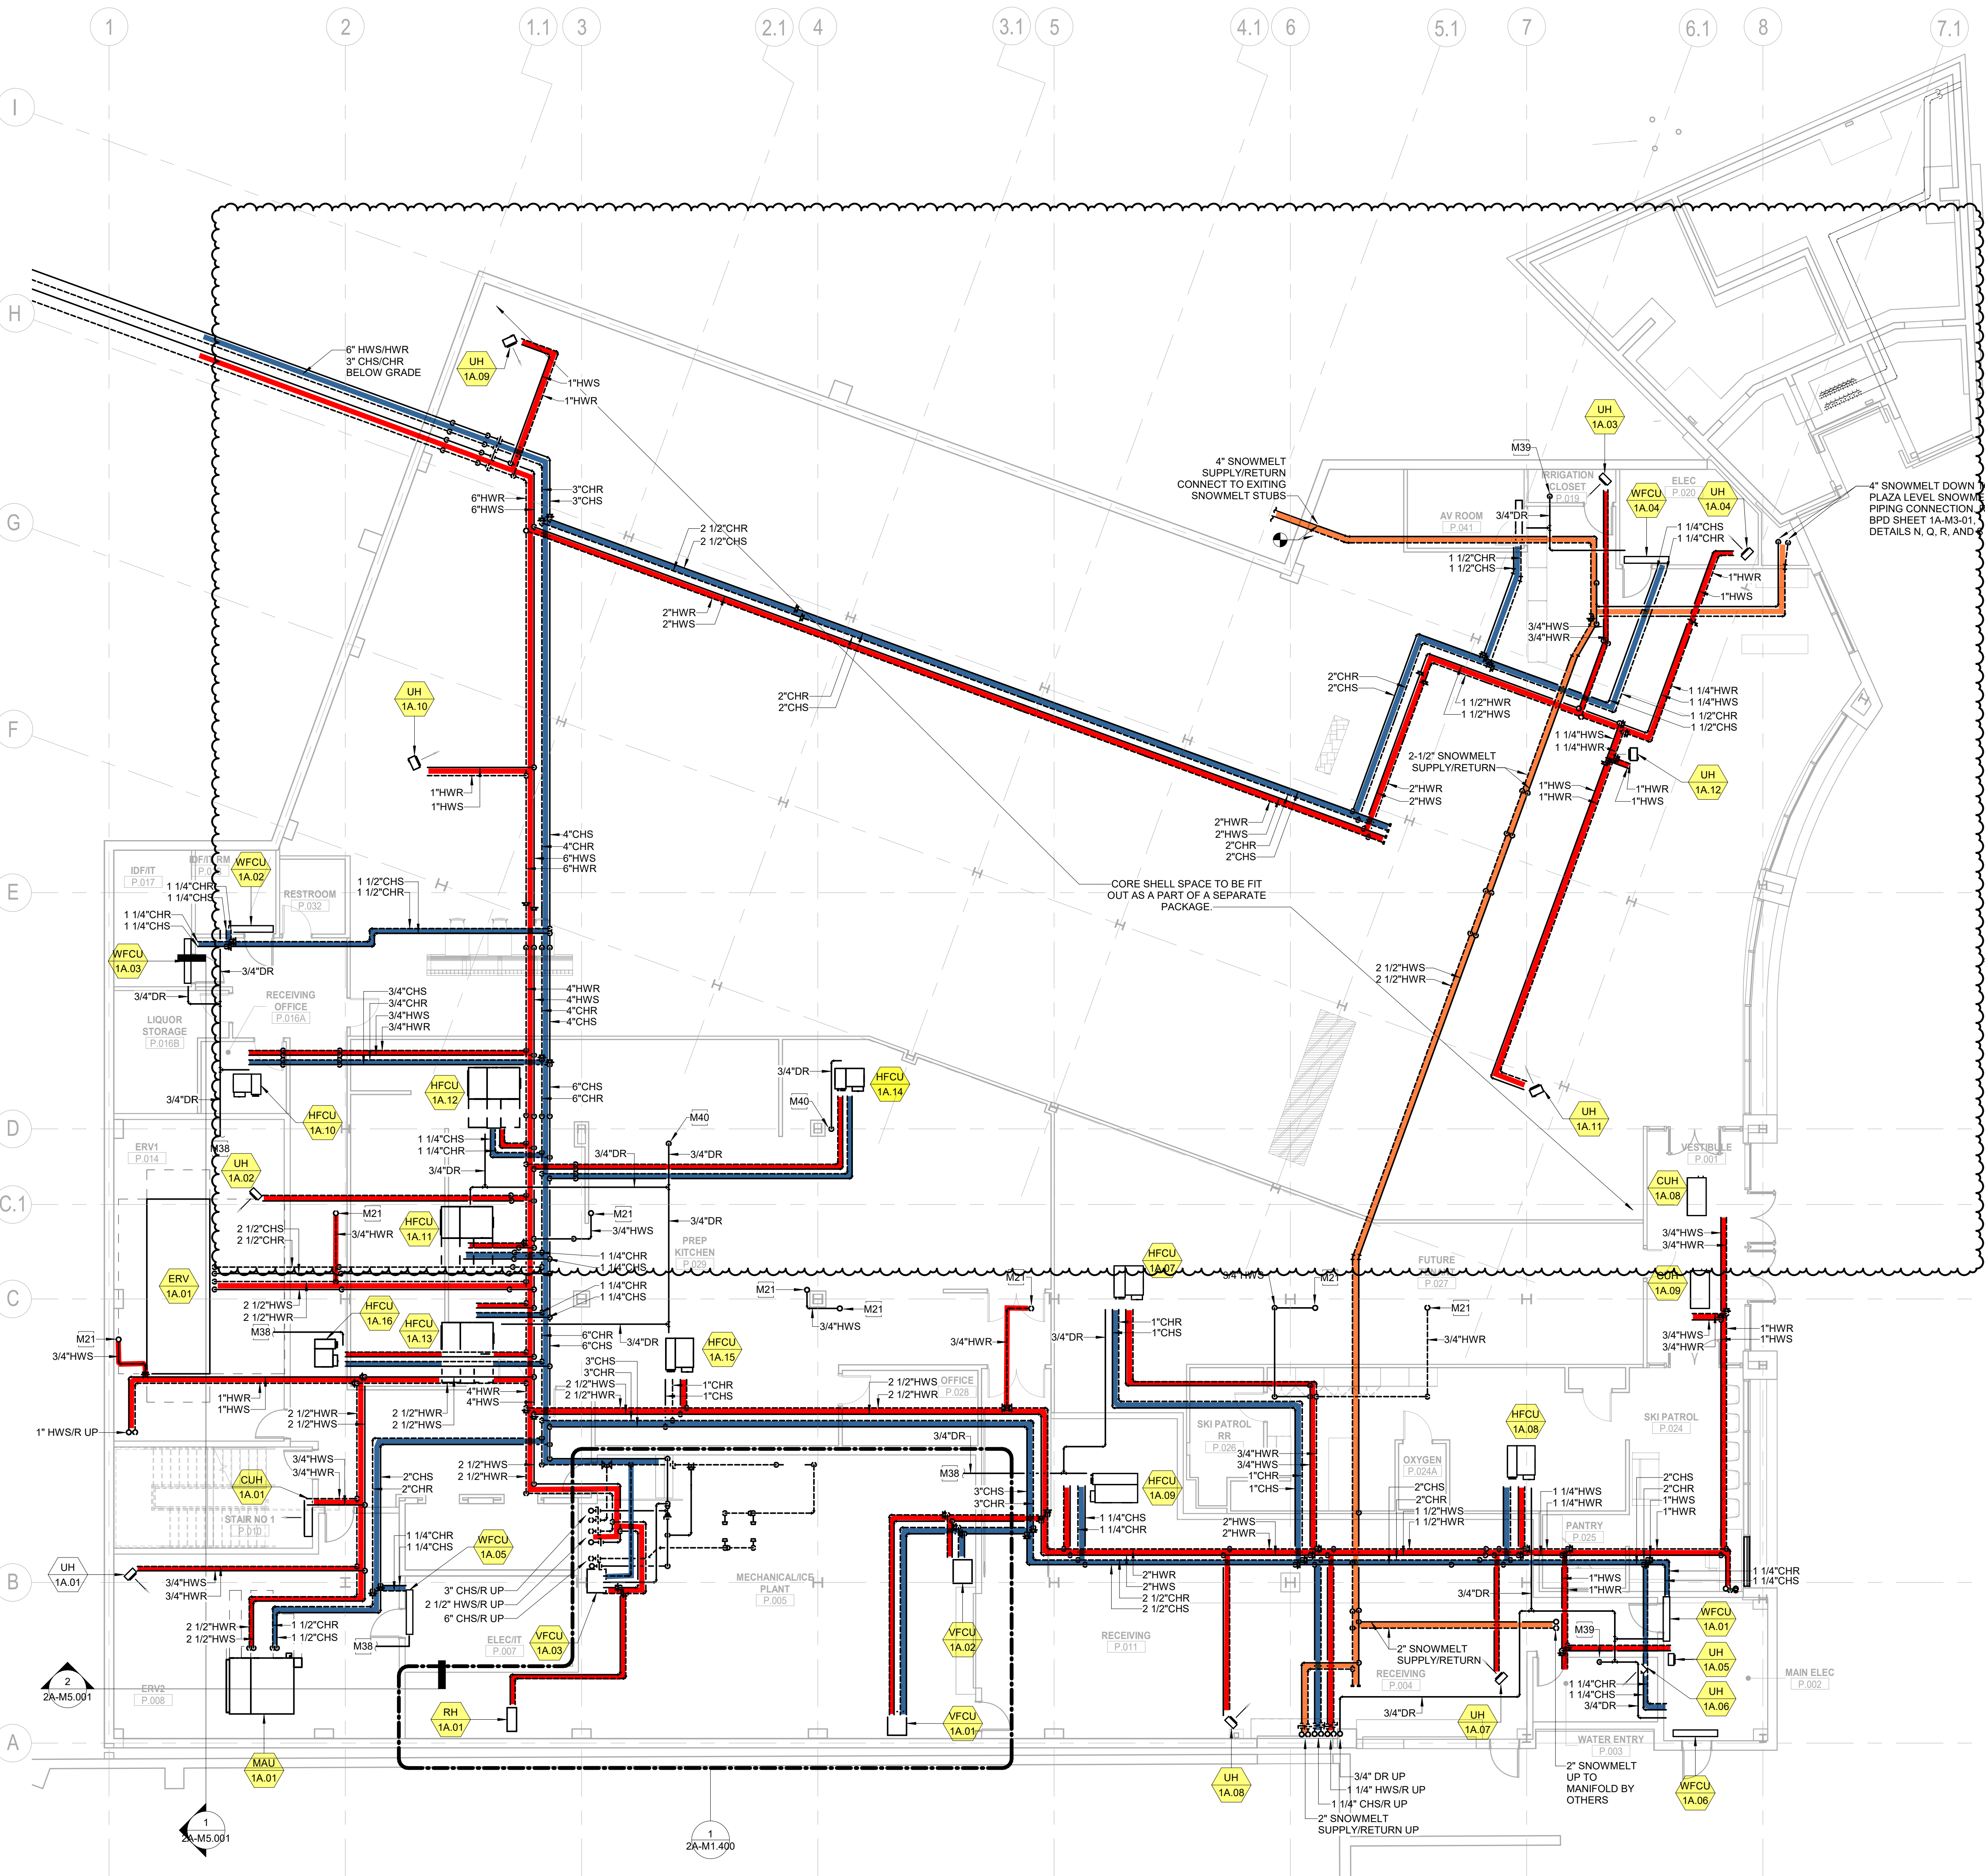 1
2
1.1
3
2.1
4
3.1
5
4.1
6
5.1
7
6.1
8
7.1
I
H
G
F
E
D
C.1
C
B
A
6" HWS/HWR
3" CHS/CHR
BELOW GRADE
UH
1A.09
1"HWS
1"HWR
6"HWR
6"HWS
3"CHR
3"CHS
2 1/2"CHR
2 1/2"CHS
2"HWR
2"HWS
2"CHR
2"CHS
4" SNOWMELT
SUPPLY/RETURN
CONNECT TO EXITING
SNOWMELT STUBS
UH
1A.03
M39
IRRIGATION
CLOSET
P.019
AV ROOM
P.041
3/4"DR
WFCU
1A.04
ELEC
P.020
UH
1A.04
1 1/4"CHS
1 1/4"CHR
4" SNOWMELT DOWN
PLAZA LEVEL
PIPING CONNECTION,
BPD SHEET 1A-M3-01,
DETAILS N, Q, R, AND
1 1/2"CHR
1 1/2"CHS
1"HWR
1"HWS
3/4"HWS
3/4"HWR
2"CHR
2"CHS
1 1/2"HWR
1 1/2"HWS
1 1/4"HWR
1 1/4"HWS
1 1/2"CHR
1 1/2"CHS
1 1/4"HWS
1 1/4"HWR
2-1/2" SNOWMELT
SUPPLY/RETURN
1"HWS
1"HWR
1"HWR
1"HWS
UH
1A.12
2"HWR
2"HWS
2"HWR
2"HWS
2"CHR
2"CHS
UH
1A.10
1"HWR
1"HWS
4"CHS
4"CHR
6"HWS
6"HWR
CORE SHELL SPACE TO BE FIT
OUT AS A PART OF A SEPARATE
PACKAGE.
IDF/IT
P.017
IDF/IT RM
WFCU
1A.02
RESTROOM
P.032
1 1/4"CHR
1 1/4"CHS
1 1/2"CHS
1 1/2"CHR
1 1/4"CHR
1 1/4"CHS
WFCU
1A.03
3/4"DR
3/4"DR
RECEIVING
OFFICE
P.016A
LIQUOR
STORAGE
P.016B
3/4"CHS
3/4"CHR
3/4"HWS
3/4"HWR
4"HWR
4"HWS
4"CHR
4"CHS
2 1/2"HWS
2 1/2"HWR
3/4"DR
HFCU
1A.10
HFCU
1A.12
6"CHS
6"CHR
3/4"DR
HFCU
1A.14
M40
M40
UH
1A.11
ERV1
P.014
M38
UH
1A.02
1 1/4"CHS
1 1/4"CHR
3/4"DR
3/4"DR
3/4"DR
VESTIBULE
P.001
CUH
1A.08
M21
3/4"HWR
HFCU
1A.11
M21
3/4"HWS
3/4"DR
2 1/2"CHS
2 1/2"CHR
PREP
KITCHEN
P.029
1 1/4"CHR
1 1/4"CHS
1 1/4"CHR
1 1/4"CHS
3/4"HWS
3/4"HWR
HFCU
1A.07
FUTURE
P.027
ERV
1A.01
2 1/2"HWS
2 1/2"HWR
HFCU
1A.16
HFCU
1A.13
M38
M21
M21
3/4"HWS
M21
3/4"HWR
3/4"HWS
M21
M21
3/4"HWR
CUH
1A.09
1"CHR
1"CHS
3/4"DR
3/4"HWS
3/4"HWR
1"HWR
1"HWS
M21
3/4"HWS
6"CHR
6"CHS
3/4"DR
HFCU
1A.15
3"CHS
3"CHR
2 1/2"HWS
2 1/2"HWR
1"CHR
1"CHS
2 1/2"HWS
2 1/2"HWR
OFFICE
P.028
1"HWR
1"HWS
4"HWR
4"HWS
2 1/2"HWR
2 1/2"HWS
2 1/2"HWR
2 1/2"HWS
1" HWS/R UP
SKI PATROL
RR
P.026
HFCU
1A.08
SKI PATROL
P.024
3/4"HWR
3/4"HWS
1"CHR
1"CHS
OXYGEN
P.024A
3/4"DR
M38
HFCU
1A.09
CUH
1A.01
3/4"HWS
3/4"HWR
2"CHS
2"CHR
2 1/2"HWS
2 1/2"HWR
3"CHS
3"CHR
2"CHS
2"CHR
1 1/2"HWS
1 1/2"HWR
1 1/4"HWS
1 1/4"HWR
2"CHS
2"CHR
1"HWS
1"HWR
STAIR NO 1
P.010
1 1/4"CHR
1 1/4"CHS
WFCU
1A.05
1 1/4"CHS
1 1/4"CHR
2"HWS
2"HWR
PANTRY
P.025
UH
1A.01
3/4"HWS
3/4"HWR
3" CHS/R UP
2 1/2" HWS/R UP
6" CHS/R UP
MECHANICAL/ICE
PLANT
P.005
2"HWR
2"HWS
2 1/2"CHR
2 1/2"CHS
3/4"DR
1"HWS
1"HWR
1 1/4"CHR
1 1/4"CHS
2 1/2"HWR
2 1/2"HWS
1 1/2"CHR
1 1/2"CHS
M38
ELEC/IT
P.007
VFCU
1A.03
VFCU
1A.02
RECEIVING
P.011
2" SNOWMELT
SUPPLY/RETURN
M39
WFCU
1A.01
UH
1A.05
2
2A-M5.001
ERV2
P.008
RECEIVING
P.004
1 1/4"CHR
1 1/4"CHS
3/4"DR
UH
1A.06
MAIN ELEC
P.002
RH
1A.01
VFCU
1A.01
3/4"DR
UH
1A.07
WATER ENTRY
P.003
MAU
1A.01
UH
1A.08
3/4" DR UP
1 1/4" HWS/R UP
1 1/4" CHS/R UP
2" SNOWMELT
SUPPLY/RETURN UP
2" SNOWMELT
UP TO
MANIFOLD BY
OTHERS
WFCU
1A.06
1
2A-M5.001
1
2A-M1.400